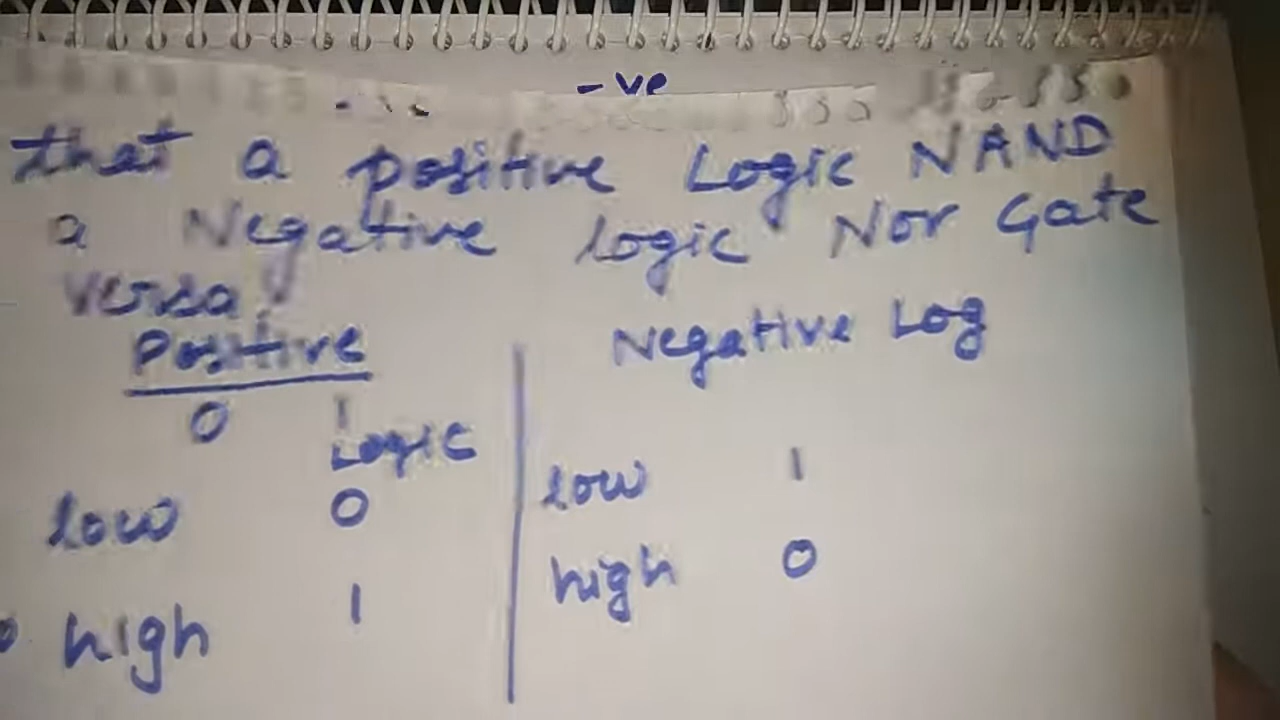 -ve
that a positive Logic NAND
a Negative logic Nor Gate
versa
Positive
Negative Log
0 1
Logic
low 0
low 1
high 1
high 0